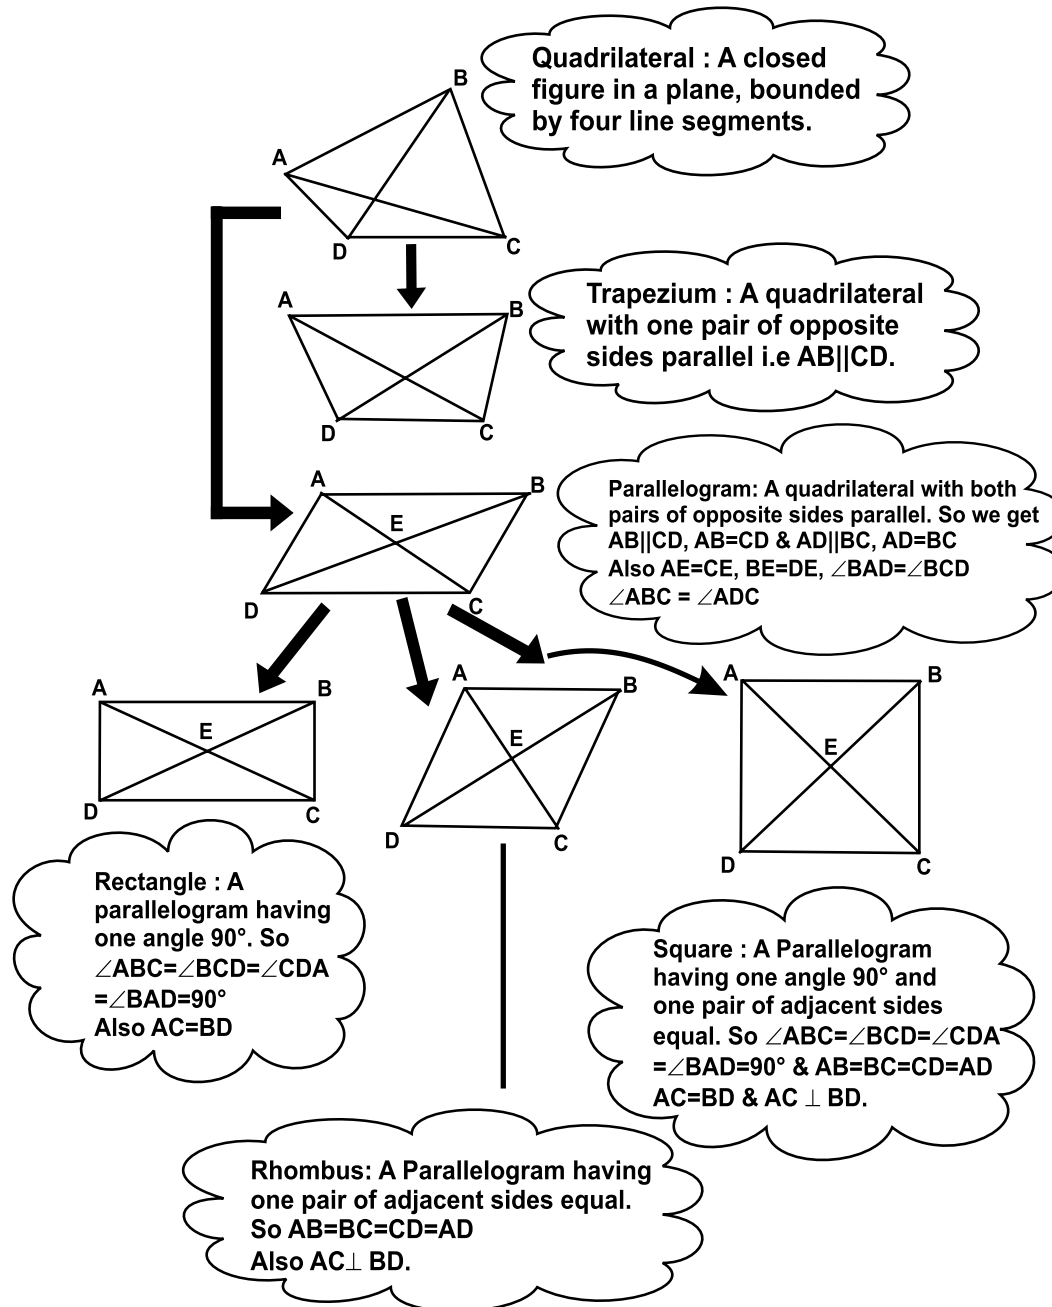 Quadrilateral : A closed
figure in a plane, bounded
by four line segments.
B
A
D
C
Trapezium : A quadrilateral
with one pair of opposite
sides parallel i.e AB||CD.
A
B
D
C
Parallelogram: A quadrilateral with both
pairs of opposite sides parallel. So we get
AB||CD, AB=CD & AD||BC, AD=BC
Also AE=CE, BE=DE, ∠BAD=∠BCD
∠ABC = ∠ADC
A
B
E
D
C
A
B
E
D
C
A
B
E
D
C
A
B
E
D
C
Rectangle : A
parallelogram having
one angle 90°. So
∠ABC=∠BCD=∠CDA
=∠BAD=90°
Also AC=BD
Square : A Parallelogram
having one angle 90° and
one pair of adjacent sides
equal. So ∠ABC=∠BCD=∠CDA
=∠BAD=90° & AB=BC=CD=AD
AC=BD & AC ⊥ BD.
Rhombus: A Parallelogram having
one pair of adjacent sides equal.
So AB=BC=CD=AD
Also AC⊥ BD.